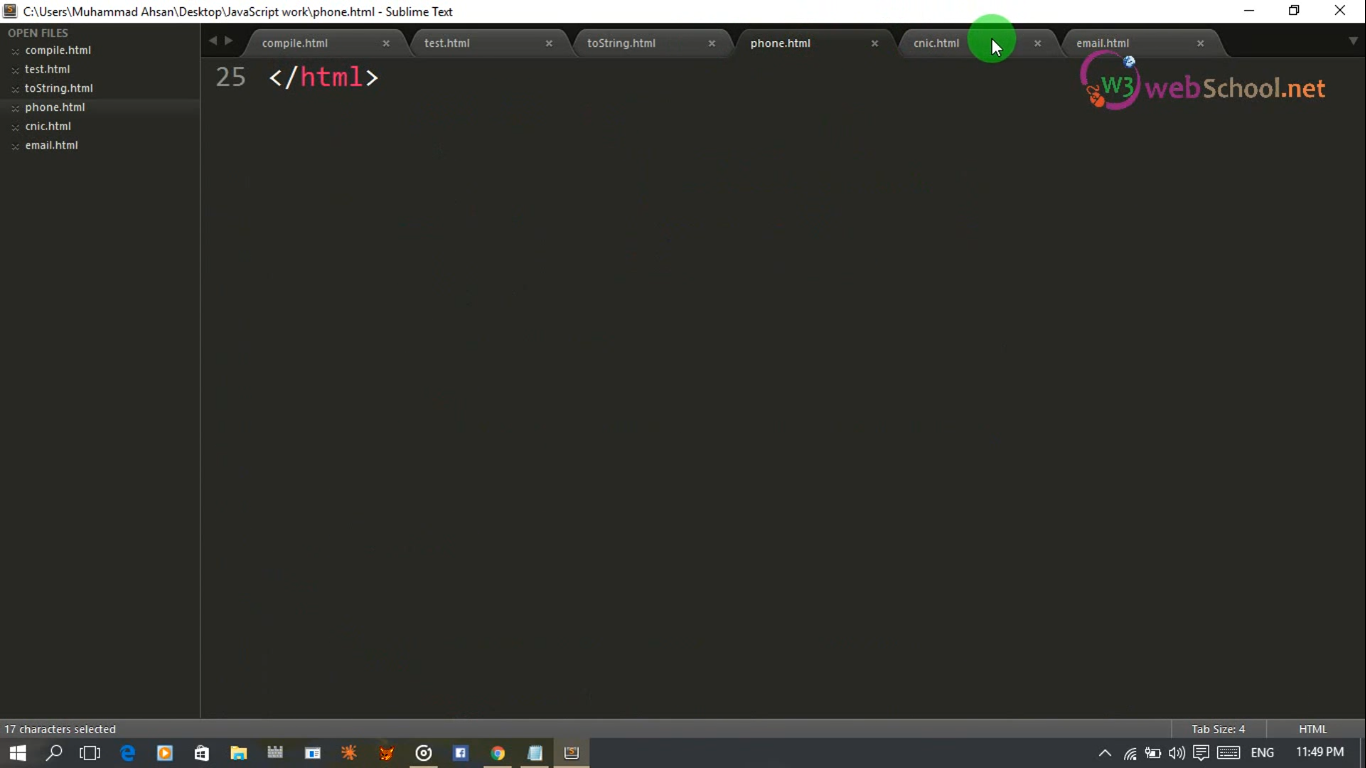 C:\Users\Muhammad Ahsan\Desktop\JavaScript work\phone.html - Sublime Text
OPEN FILES
compile.html
test.html
toString.html
phone.html
cnic.html
email.html
compile.html test.html toString.html phone.html cnic.html email.html
25 </html>
W3 webSchool.net
17 characters selected
Tab Size: 4 HTML
ENG 11:49 PM